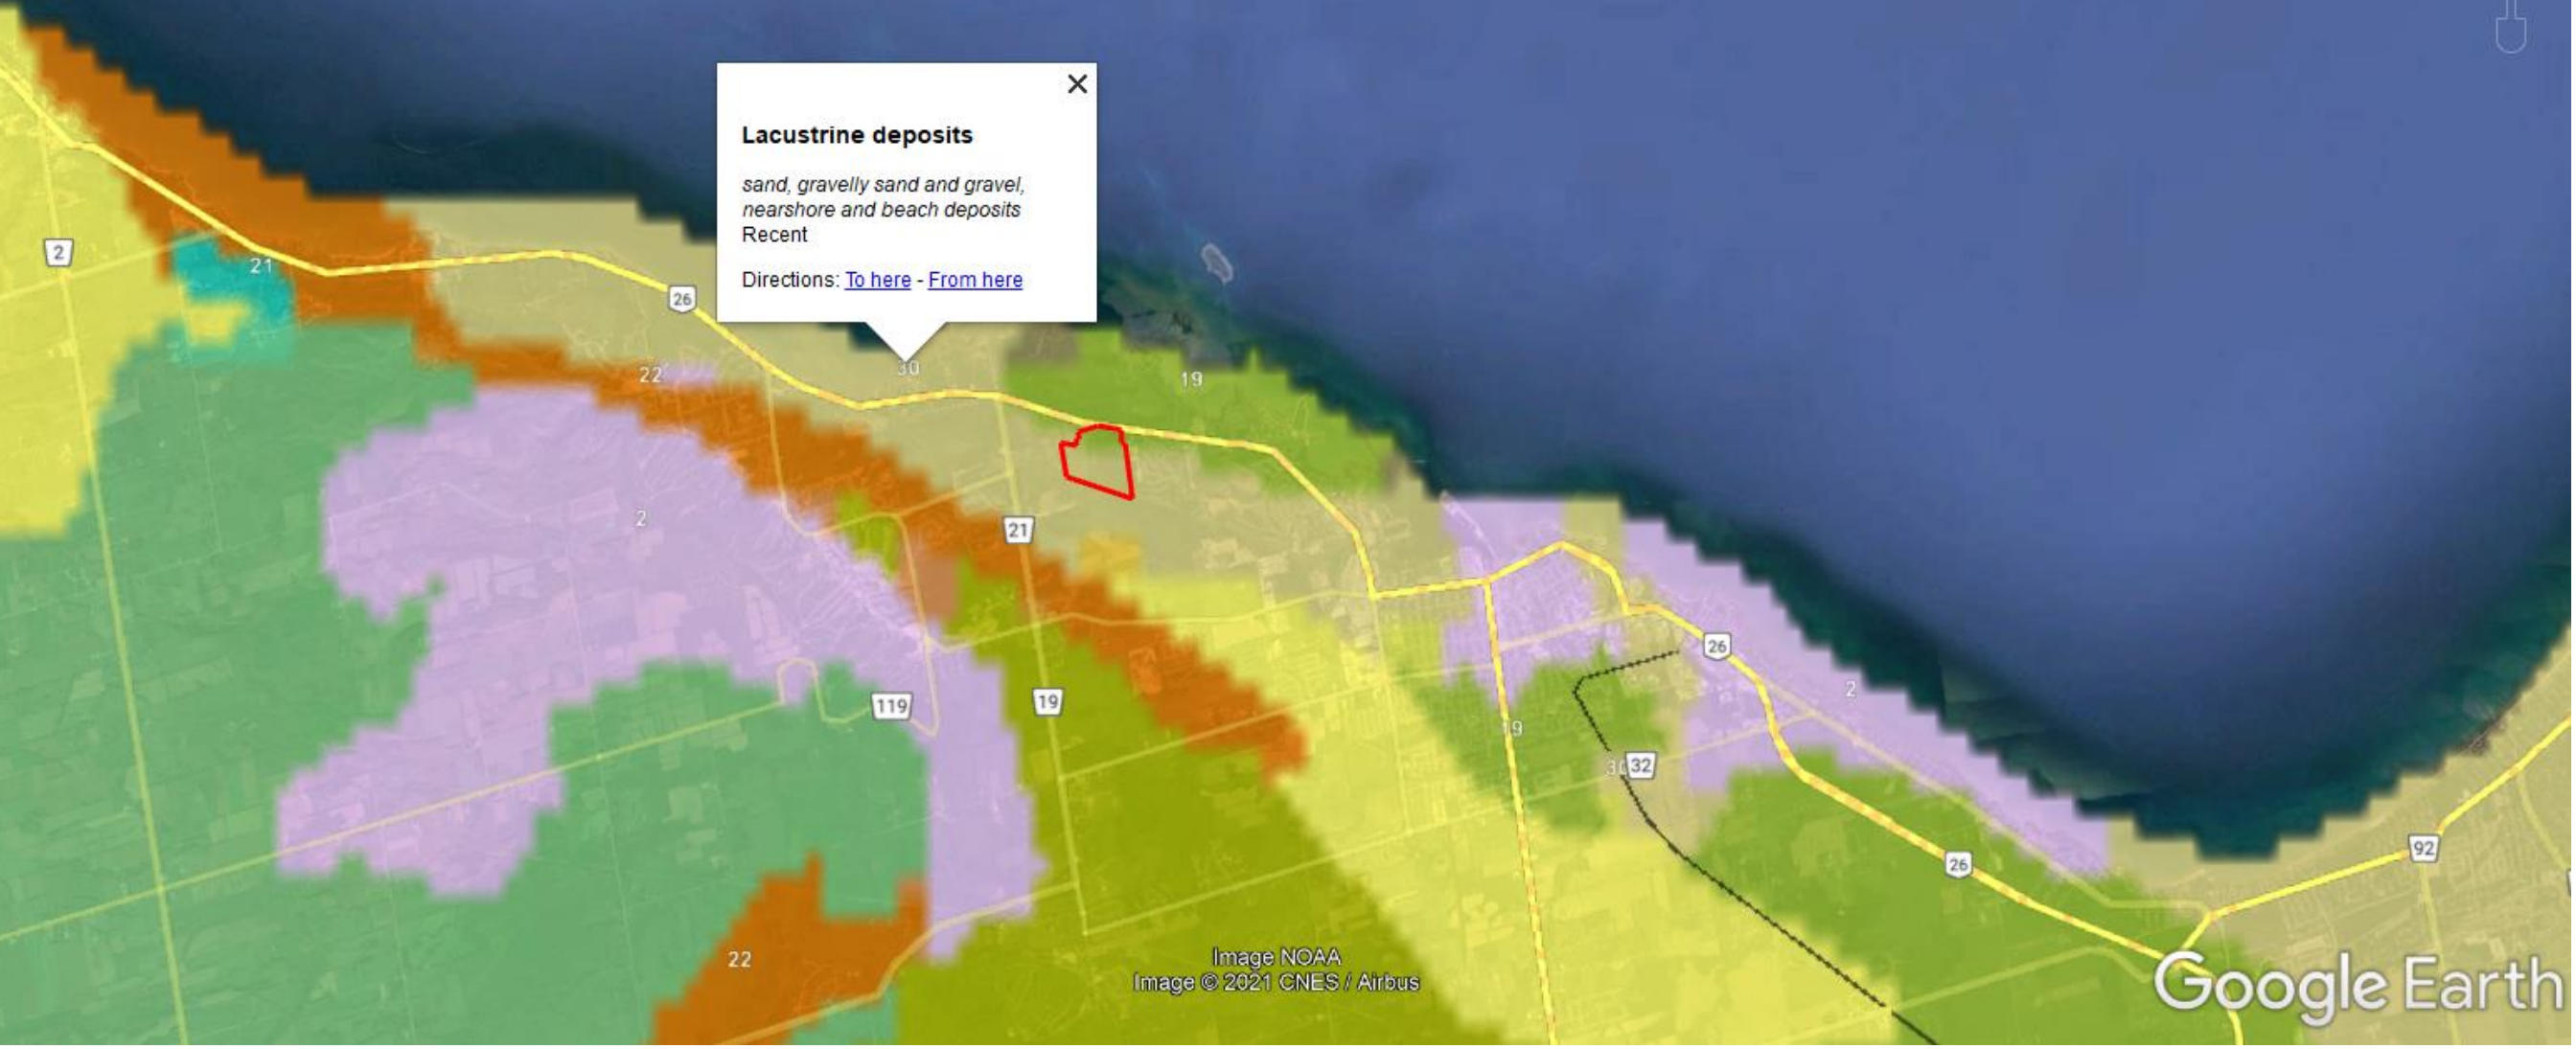 Lacustrine deposits
sand, gravelly sand and gravel,
nearshore and beach deposits
Recent
Directions: To here - From here
2
21
26
22
30
19
2
21
119
19
26
2
19
32
22
26
92
Image NOAA
Image © 2021 CNES / Airbus
Google Earth